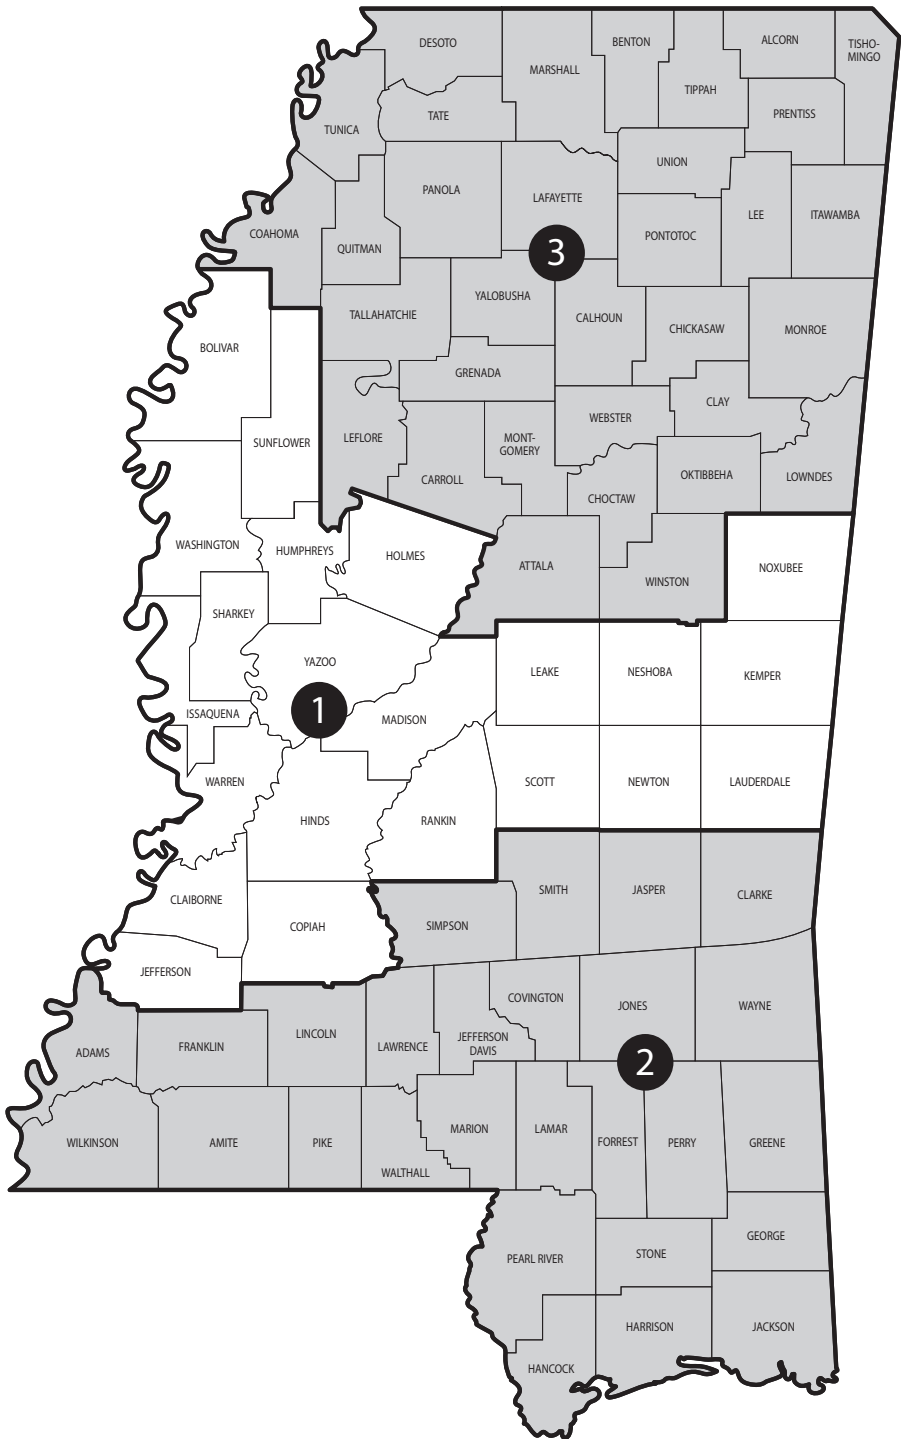 DESOTO
BENTON
ALCORN
TISHO-
MINGO
MARSHALL
TIPPAH
PRENTISS
TATE
TUNICA
UNION
PANOLA
LAFAYETTE
LEE
ITAWAMBA
COAHOMA
QUITMAN
PONTOTOC
3
YALOBUSHA
TALLAHATCHIE
CALHOUN
CHICKASAW
MONROE
BOLIVAR
GRENADA
CLAY
WEBSTER
SUNFLOWER
LEFLORE
MONT-
GOMERY
CARROLL
OKTIBBEHA
LOWNDES
CHOCTAW
WASHINGTON
HUMPHREYS
HOLMES
ATTALA
WINSTON
NOXUBEE
SHARKEY
YAZOO
LEAKE
NESHOBA
KEMPER
1
ISSAQUENA
MADISON
WARREN
SCOTT
NEWTON
LAUDERDALE
HINDS
RANKIN
SMITH
JASPER
CLARKE
CLAIBORNE
COPIAH
SIMPSON
JEFFERSON
COVINGTON
JONES
WAYNE
LINCOLN
LAWRENCE
JEFFERSON
DAVIS
ADAMS
FRANKLIN
2
WILKINSON
AMITE
PIKE
WALTHALL
MARION
LAMAR
FORREST
PERRY
GREENE
GEORGE
PEARL RIVER
STONE
HARRISON
JACKSON
HANCOCK